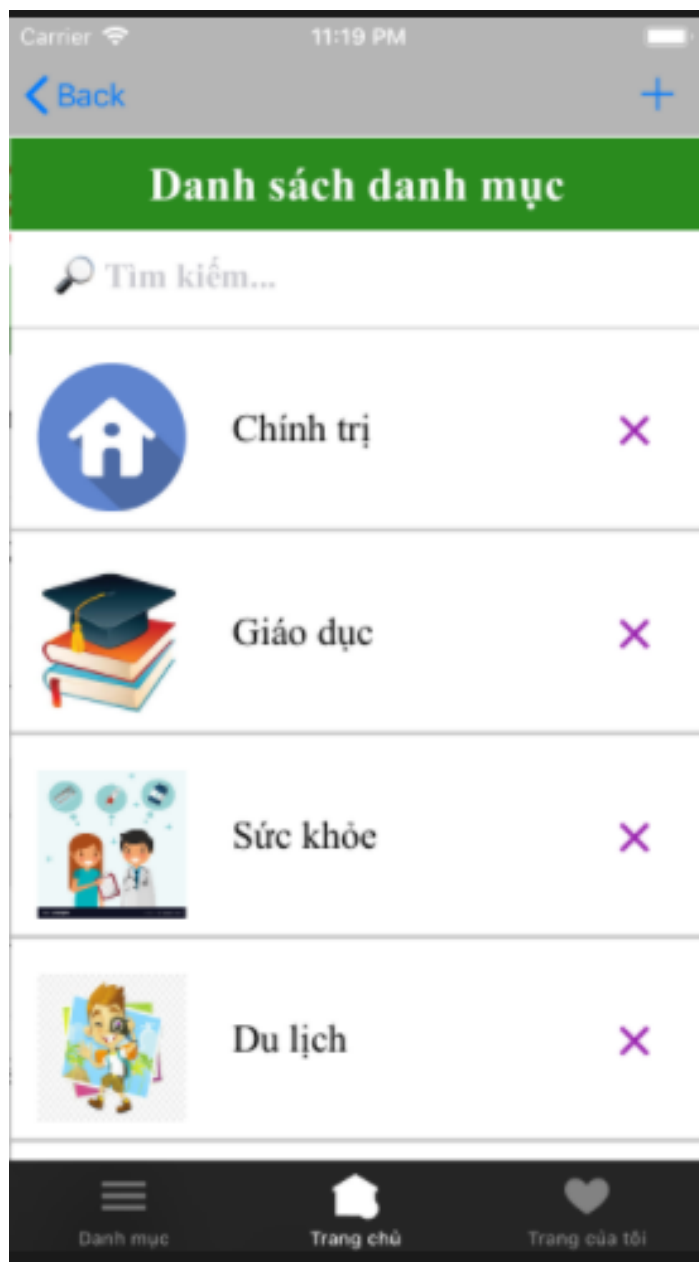 Carrier 11:19 PM
Back +
Danh sách danh mục
Tìm kiếm...
Chính trị
Giáo dục
Sức khỏe
Du lịch
Danh mục Trang chủ Trang của tôi